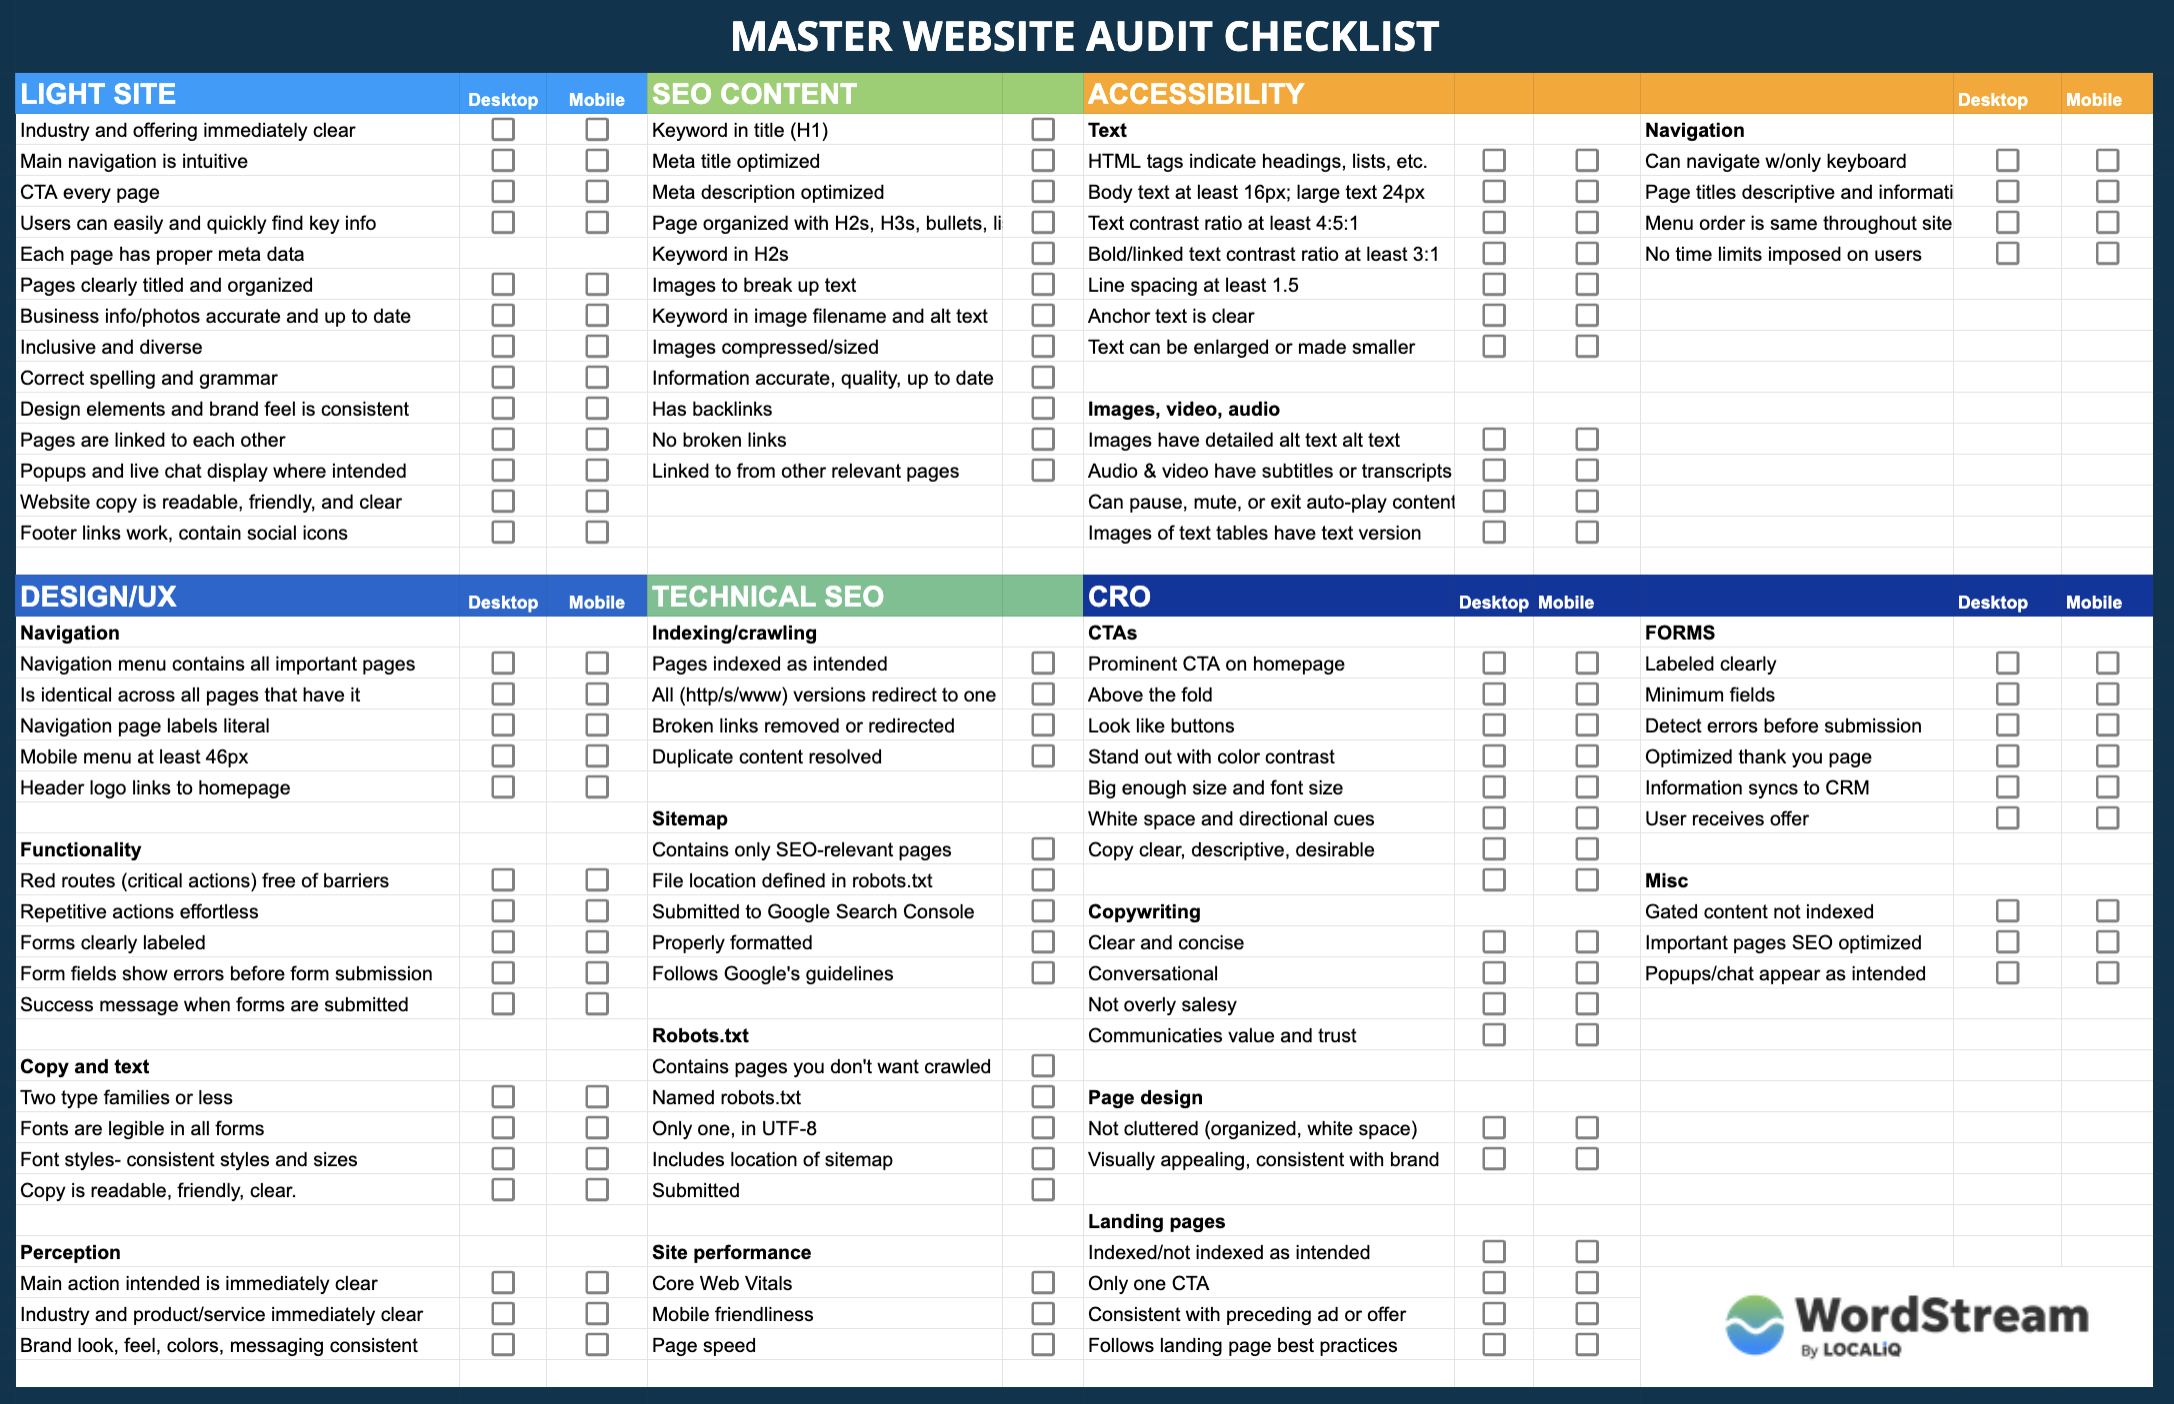 MASTER WEBSITE AUDIT CHECKLIST
LIGHT SITE Desktop Mobile
Industry and offering immediately clear
Main navigation is intuitive
CTA every page
Users can easily and quickly find key info
Each page has proper meta data
Pages clearly titled and organized
Business info/photos accurate and up to date
Inclusive and diverse
Correct spelling and grammar
Design elements and brand feel is consistent
Pages are linked to each other
Popups and live chat display where intended
Website copy is readable, friendly, and clear
Footer links work, contain social icons
SEO CONTENT
Keyword in title (H1)
Meta title optimized
Meta description optimized
Page organized with H2s, H3s, bullets, li
Keyword in H2s
Images to break up text
Keyword in image filename and alt text
Images compressed/sized
Information accurate, quality, up to date
Has backlinks
No broken links
Linked to from other relevant pages
ACCESSIBILITY
Text
HTML tags indicate headings, lists, etc.
Body text at least 16px; large text 24px
Text contrast ratio at least 4:5:1
Bold/linked text contrast ratio at least 3:1
Line spacing at least 1.5
Anchor text is clear
Text can be enlarged or made smaller
Images, video, audio
Images have detailed alt text alt text
Audio & video have subtitles or transcripts
Can pause, mute, or exit auto-play content
Images of text tables have text version
Desktop Mobile
Navigation
Can navigate w/only keyboard
Page titles descriptive and informati
Menu order is same throughout site
No time limits imposed on users
DESIGN/UX Desktop Mobile
Navigation
Navigation menu contains all important pages
Is identical across all pages that have it
Navigation page labels literal
Mobile menu at least 46px
Header logo links to homepage
Functionality
Red routes (critical actions) free of barriers
Repetitive actions effortless
Forms clearly labeled
Form fields show errors before form submission
Success message when forms are submitted
Copy and text
Two type families or less
Fonts are legible in all forms
Font styles- consistent styles and sizes
Copy is readable, friendly, clear.
Perception
Main action intended is immediately clear
Industry and product/service immediately clear
Brand look, feel, colors, messaging consistent
TECHNICAL SEO
Indexing/crawling
Pages indexed as intended
All (http/s/www) versions redirect to one
Broken links removed or redirected
Duplicate content resolved
Sitemap
Contains only SEO-relevant pages
File location defined in robots.txt
Submitted to Google Search Console
Properly formatted
Follows Google's guidelines
Robots.txt
Contains pages you don't want crawled
Named robots.txt
Only one, in UTF-8
Includes location of sitemap
Submitted
Site performance
Core Web Vitals
Mobile friendliness
Page speed
CRO Desktop Mobile
CTAs
Prominent CTA on homepage
Above the fold
Look like buttons
Stand out with color contrast
Big enough size and font size
White space and directional cues
Copy clear, descriptive, desirable
Copywriting
Clear and concise
Conversational
Not overly salesy
Communicaties value and trust
Page design
Not cluttered (organized, white space)
Visually appealing, consistent with brand
Landing pages
Indexed/not indexed as intended
Only one CTA
Consistent with preceding ad or offer
Follows landing page best practices
Desktop Mobile
FORMS
Labeled clearly
Minimum fields
Detect errors before submission
Optimized thank you page
Information syncs to CRM
User receives offer
Misc
Gated content not indexed
Important pages SEO optimized
Popups/chat appear as intended
WordStream
By LOCALiQ